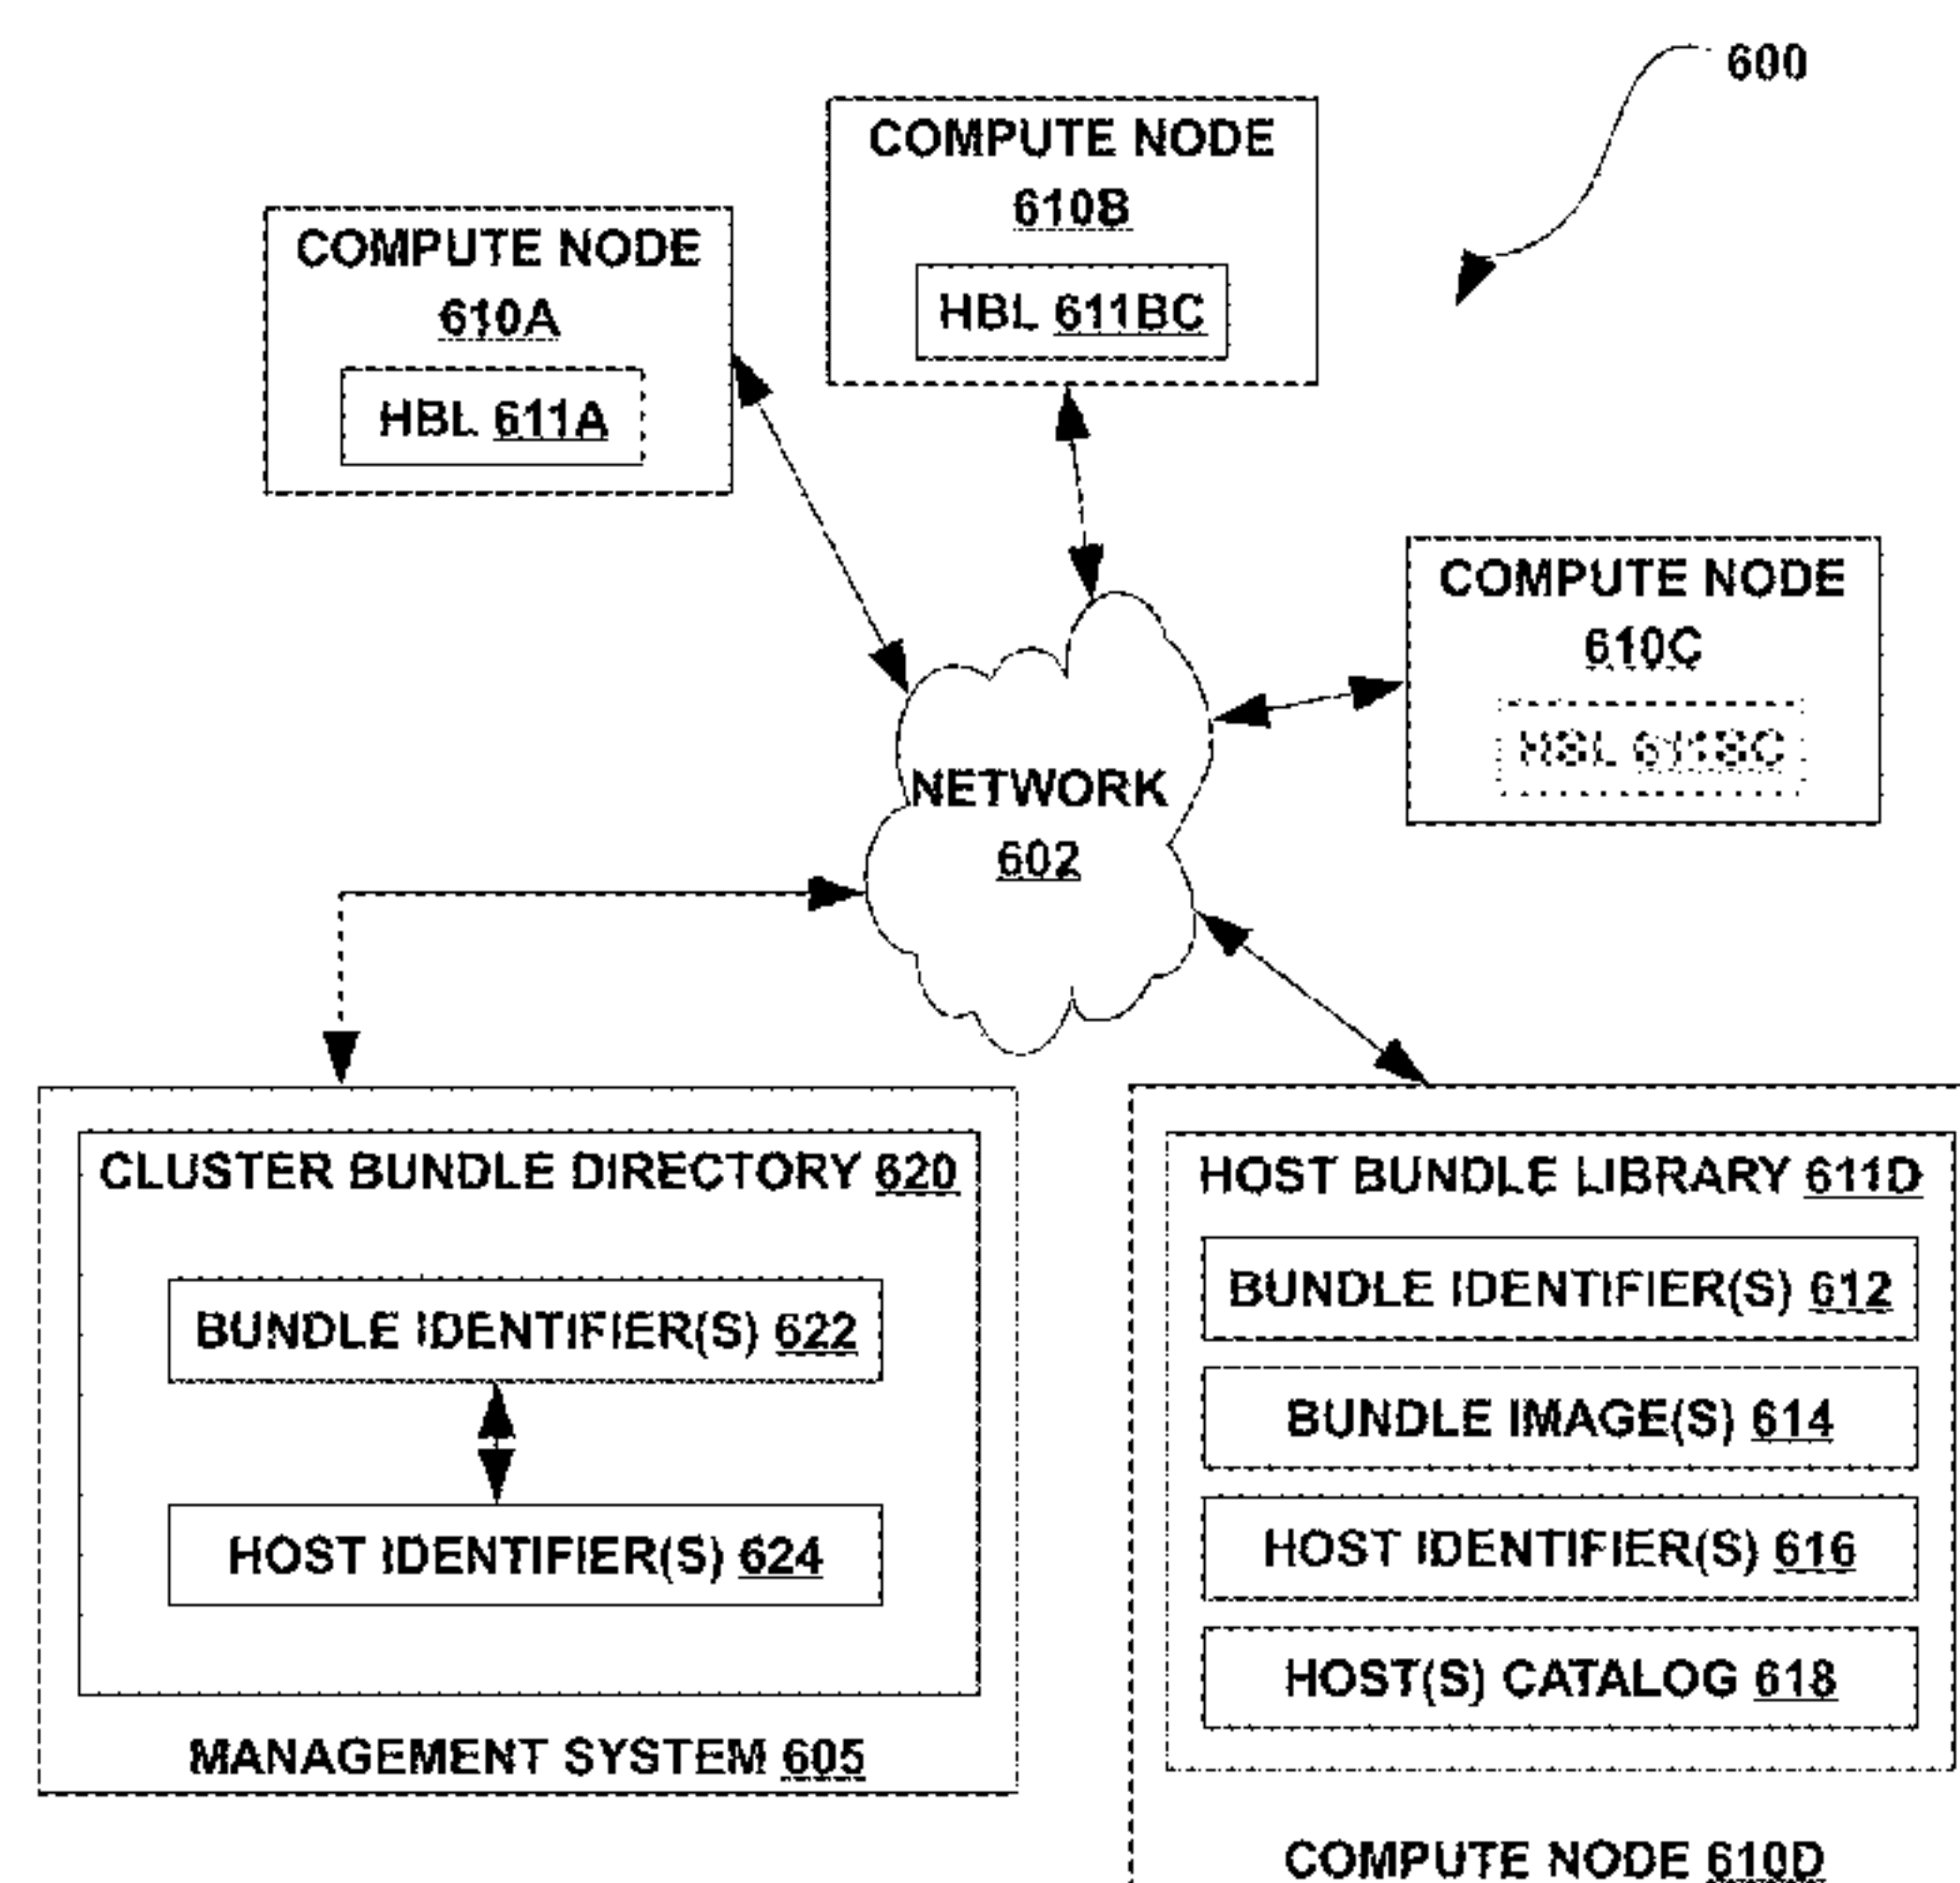 600
COMPUTE NODE
610B
HBL 611BC
COMPUTE NODE
610A
HBL 611A
COMPUTE NODE
610C
HBL 611BC
NETWORK
602
CLUSTER BUNDLE DIRECTORY 620
BUNDLE IDENTIFIER(S) 622
HOST IDENTIFIER(S) 624
MANAGEMENT SYSTEM 605
HOST BUNDLE LIBRARY 611D
BUNDLE IDENTIFIER(S) 612
BUNDLE IMAGE(S) 614
HOST IDENTIFIER(S) 616
HOST(S) CATALOG 618
COMPUTE NODE 610D